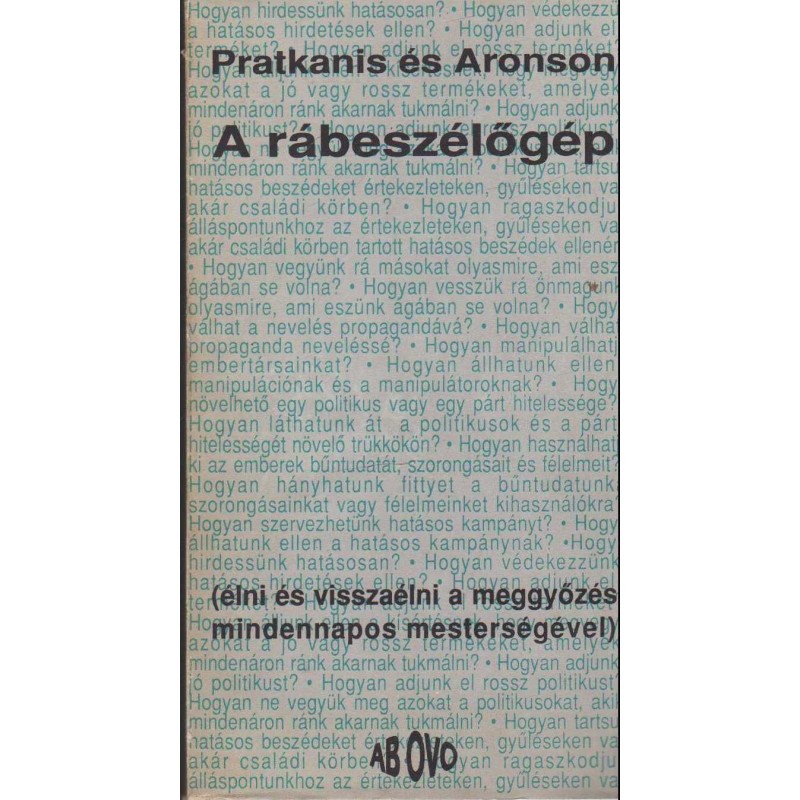 Hogyan hirdessünk hatásosan? • Hogyan védekezzü
a hatásos hirdetések ellen? • Hogyan adjunk el
terméket? • Hogyan adjunk el rossz terméket
Pratkanis és Aronson
azokat a jó vagy rossz termékeket, amelyek
mindenáron ránk akarnak tukmálni? • Hogyan adjunk
jó politikust? • Hogyan adjunk el rossz politikust
A rábeszélőgép
mindenáron ránk akarnak tukmálni? • Hogyan tartsu
hatásos beszédeket értekezleteken, gyűléseken va
akár családi körben? • Hogyan ragaszkodju
álláspontunkhoz az értekezleteken, gyűléseken va
akár családi körben tartott hatásos beszédek ellenér
• Hogyan vegyünk rá másokat olyasmire, ami esz
ágában se volna? • Hogyan vesszük rá önmagunk
olyasmire, ami eszünk ágában se volna? • Hogy
válhat a nevelés propagandává? • Hogyan válhat
propaganda neveléssé? • Hogyan manipulálhatj
embertársainkat? • Hogyan állhatunk ellen
manipulációnak és a manipulátoroknak? • Hogy
növelhető egy politikus vagy egy párt hitelessége?
Hogyan láthatunk át a politikusok és a párt
hitelességét növelő trükkökön? • Hogyan használhat
ki az emberek bűntudatát, szorongásait és félelmeit?
Hogyan hányhatunk fittyet a bűntudatunk
szorongásainkat vagy félelmeinket kihasználókra
Hogyan szervezhetünk hatásos kampányt? • Hogy
állhatunk ellen a hatásos kampánynak? •Hogy
hirdessünk hatásosan? • Hogyan védekezzünk
hatásos hirdetések ellen? • Hogyan adjunk el
(élni és visszaélni a meggyőzés
mindennapos mesterségével)
azokat a jó vagy rossz termékeket, amelyek
mindenáron ránk akarnak tukmálni? • Hogyan adjunk
jó politikust? • Hogyan adjunk el rossz politikust
Hogyan ne vegyük meg azokat a politikusokat, aki
mindenáron ránk akarnak tukmálni? • Hogyan tartsu
hatásos beszédeket értekezleteken, gyűléseken va
akár családi körben? • Hogyan ragaszkodju
AB OVO
álláspontunkhoz az értekezleteken, gyűléseken va